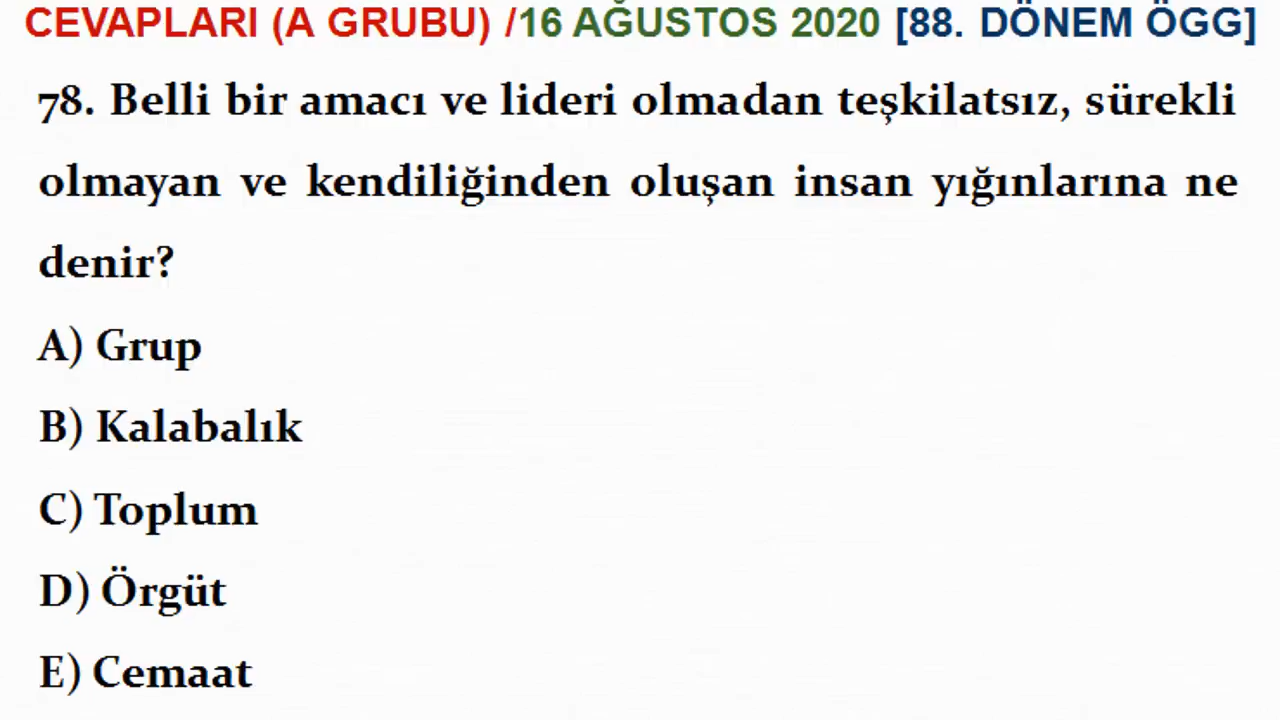 CEVAPLARI (A GRUBU) /16 AĞUSTOS 2020 [88. DÖNEM ÖGG]
78. Belli bir amacı ve lideri olmadan teşkilatsız, sürekli
olmayan ve kendiliğinden oluşan insan yığınlarına ne
denir?
A) Grup
B) Kalabalık
C) Toplum
D) Örgüt
E) Cemaat